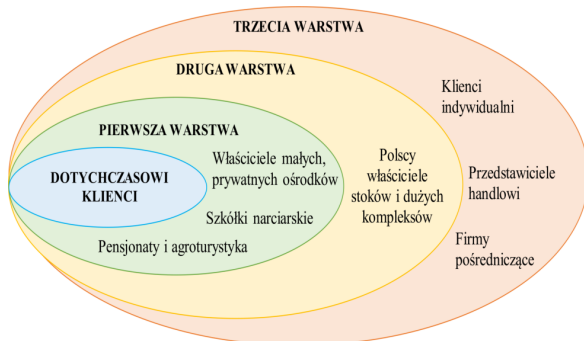 TRZECIA WARSTWA
DRUGA WARSTWA
Klienci
indywidualni
PIERWSZA WARSTWA
Właściciele małych,
prywatnych ośrodków
DOTYCHCZASOWI
KLIENCI
Polscy
właściciele
stoków i dużych
kompleksów
Przedstawiciele
handlowi
Szkółki narciarskie
Pensjonaty i agroturystyka
Firmy
pośredniczące